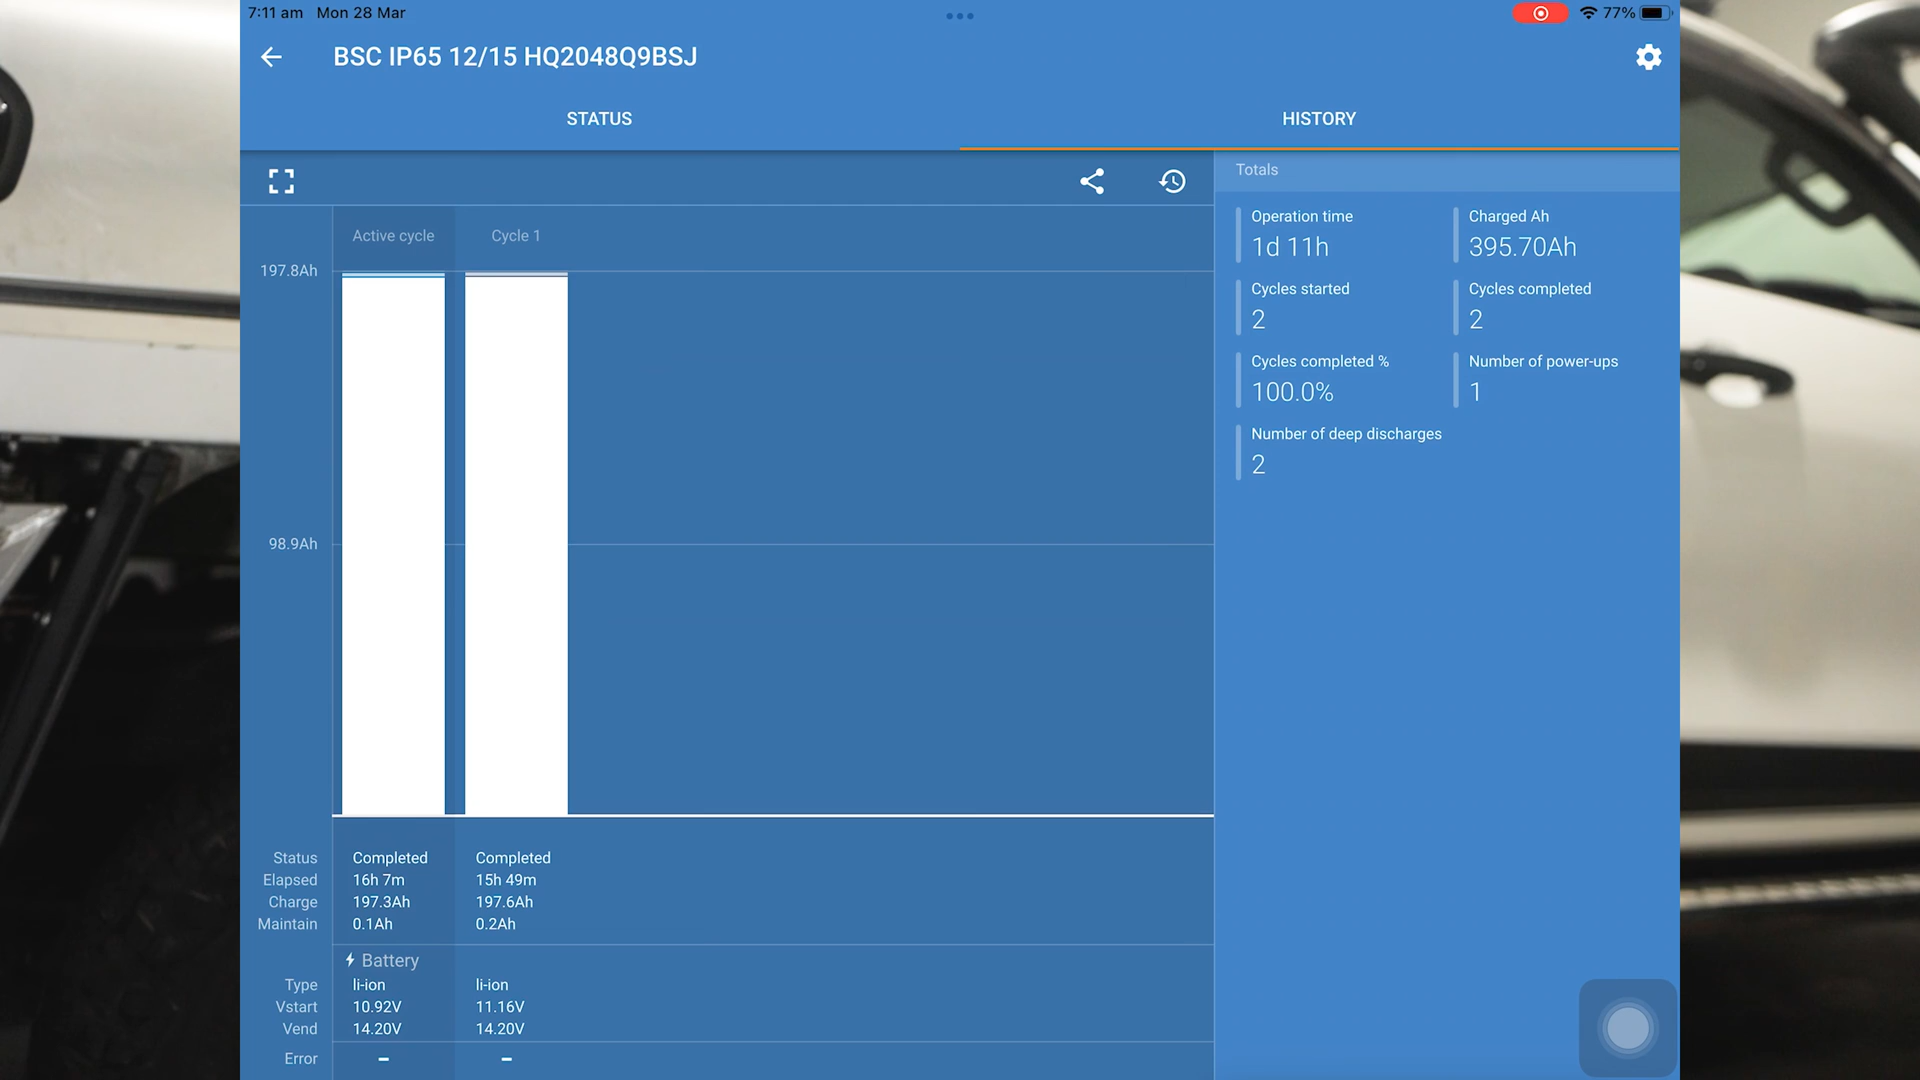 7:11 am Mon 28 Mar
77%
BSC IP65 12/15 HQ2048Q9BSJ
STATUS
HISTORY
Active cycle
Cycle 1
197.8Ah
98.9Ah
Status Completed Completed
Elapsed 16h 7m 15h 49m
Charge 197.3Ah 197.6Ah
Maintain 0.1Ah 0.2Ah
Battery
Type li-ion li-ion
Vstart 10.92V 11.16V
Vend 14.20V 14.20V
Error – –
Totals
Operation time
1d 11h
Charged Ah
395.70Ah
Cycles started
2
Cycles completed
2
Cycles completed %
100.0%
Number of power-ups
1
Number of deep discharges
2